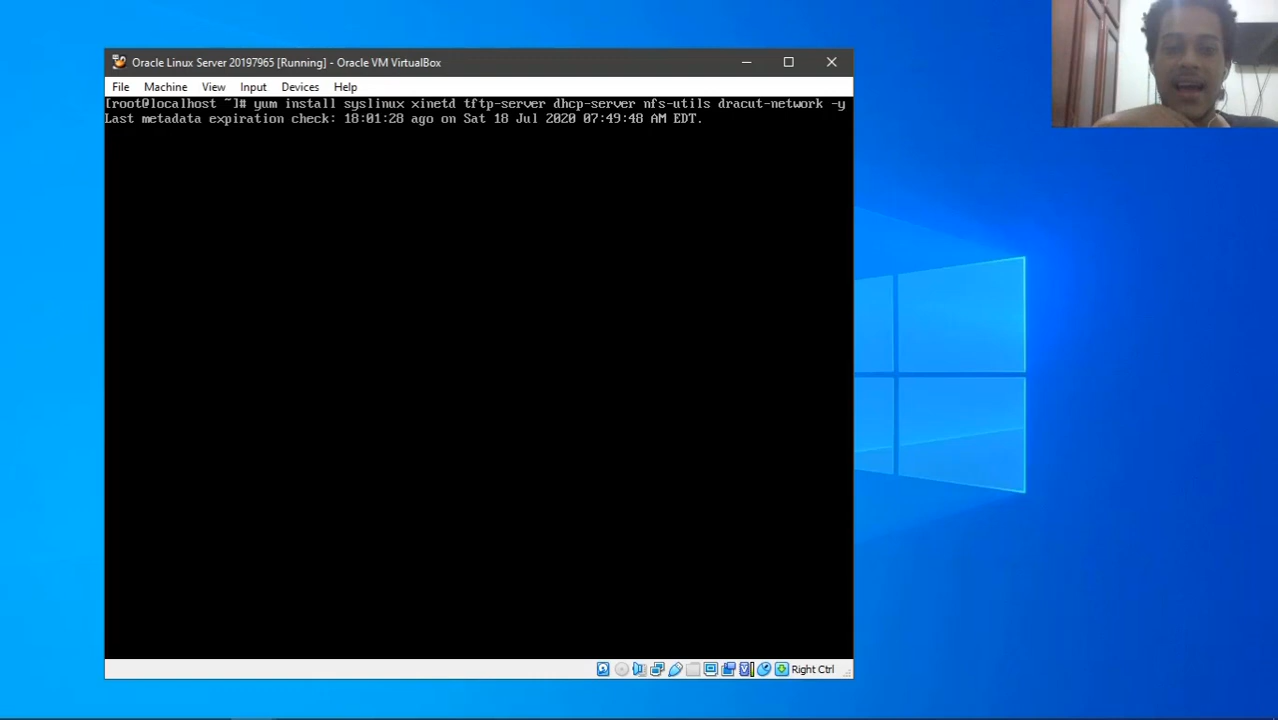 Oracle Linux Server 20197965 [Running] - Oracle VM VirtualBox
File Machine View Input Devices Help
[root@localhost ~]# yum install syslinux xinetd tftp-server dhcp-server nfs-utils dracut-network -y
Last metadata expiration check: 18:01:28 ago on Sat 18 Jul 2020 07:49:48 AM EDT.
Right Ctrl